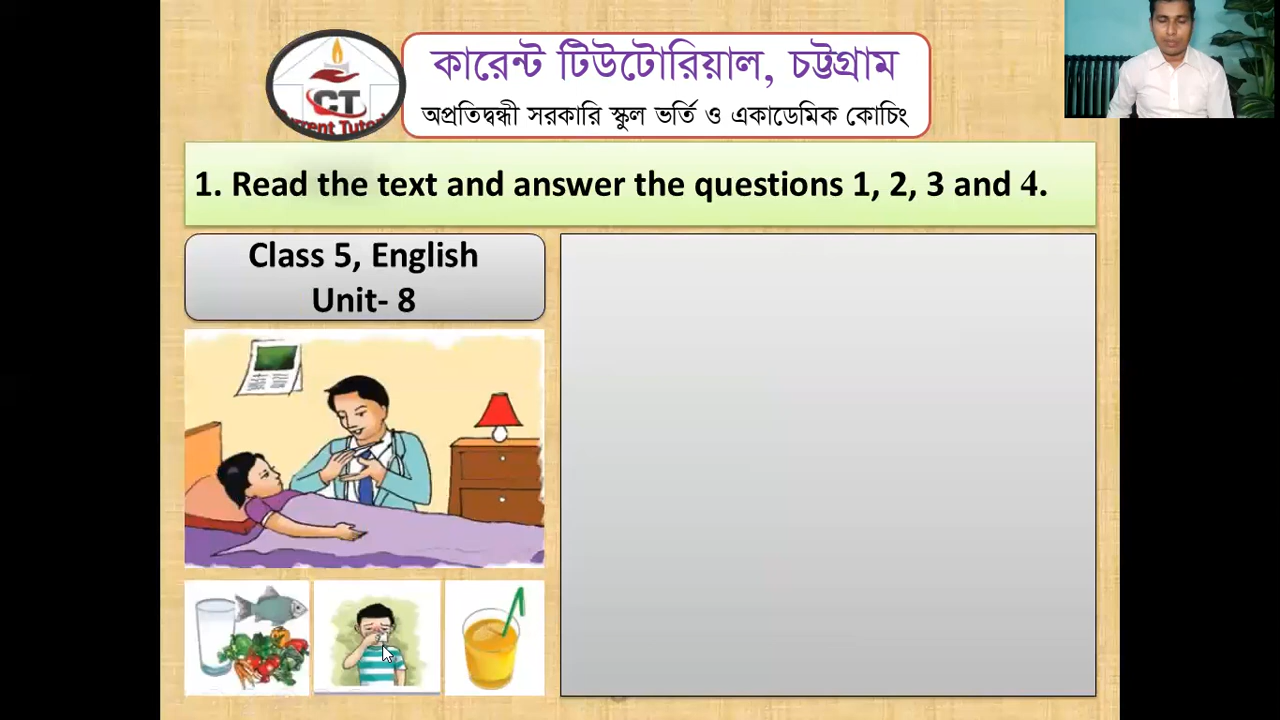 কারেন্ট টিউটোরিয়াল, চট্টগ্রাম
অপ্রতিদ্বন্দ্বী সরকারি স্কুল ভর্তি ও একাডেমিক কোচিং
CT
1. Read the text and answer the questions 1, 2, 3 and 4.
Class 5, English
Unit- 8